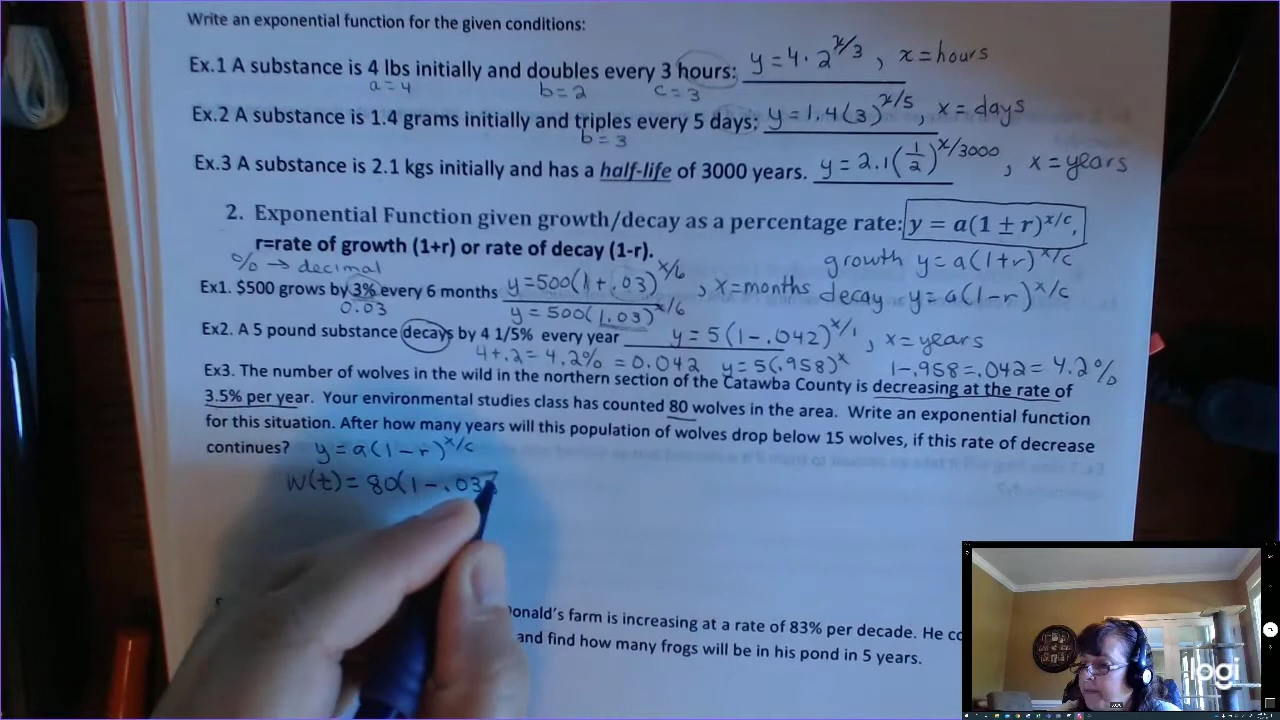 Write an exponential function for the given conditions:
Ex.1 A substance is 4 lbs initially and doubles every 3 hours: y = 4 · 2^x/3 , x = hours
a = 4 b = 2 c = 3
Ex.2 A substance is 1.4 grams initially and triples every 5 days: y = 1.4(3)^x/5 , x = days
b = 3
Ex.3 A substance is 2.1 kgs initially and has a half-life of 3000 years. y = 2.1(1/2)^x/3000 , x = years
2. Exponential Function given growth/decay as a percentage rate: y = a(1 ± r)^x/c.
r=rate of growth (1+r) or rate of decay (1-r).
growth y = a(1+r)^x/c
% → decimal
Ex1. $500 grows by 3% every 6 months y = 500(1 + .03)^x/6 , x = months
decay y = a(1-r)^x/c
0.03 y = 500(1.03)^x/6
Ex2. A 5 pound substance decays by 4 1/5% every year y = 5(1 - .042)^x/1 , x = years
4 + .2 = 4.2% = 0.042 y = 5(.958)^x 1 - .958 = .042 = 4.2%
Ex3. The number of wolves in the wild in the northern section of the Catawba County is decreasing at the rate of
3.5% per year. Your environmental studies class has counted 80 wolves in the area. Write an exponential function
for this situation. After how many years will this population of wolves drop below 15 wolves, if this rate of decrease
continues? y = a(1 - r)^x/c
W(t) = 80(1 - .03
Donald's farm is increasing at a rate of 83% per decade. He co
and find how many frogs will be in his pond in 5 years.
logi